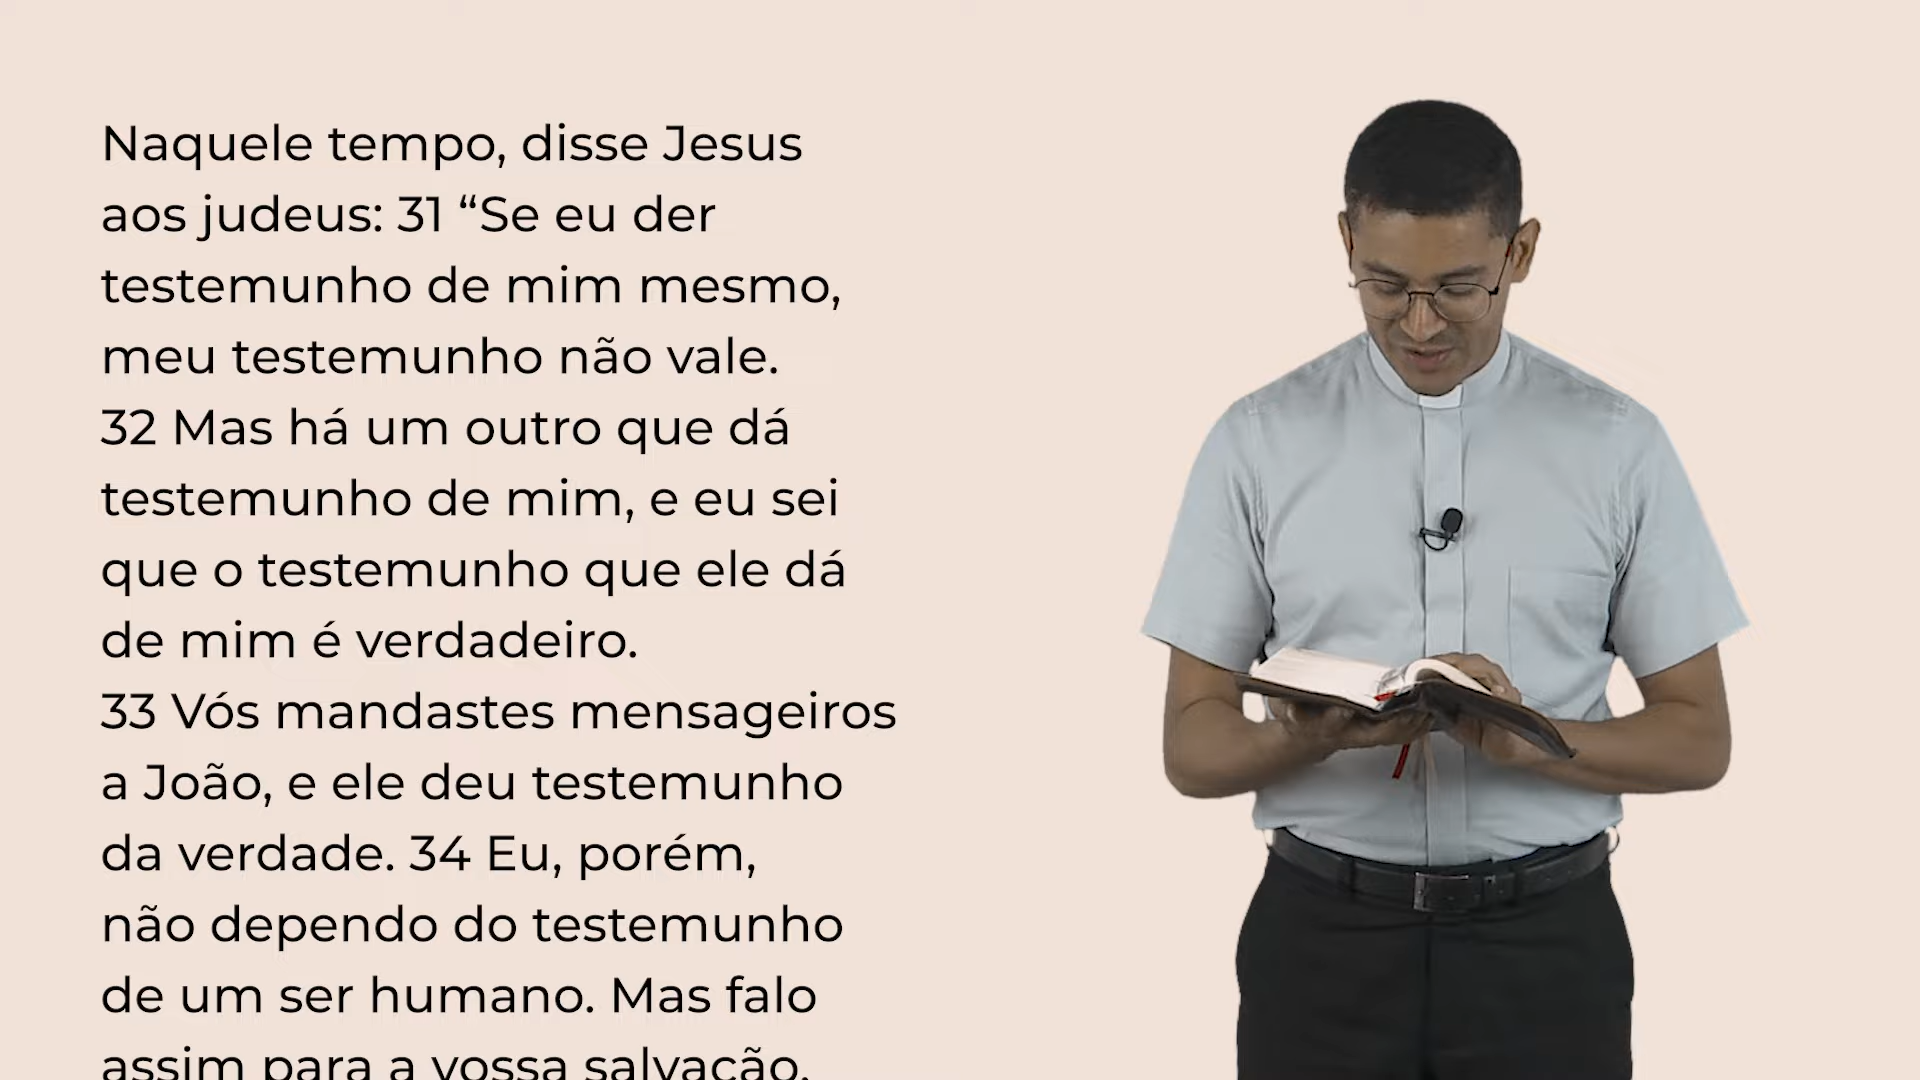 Naquele tempo, disse Jesus
aos judeus: 31 “Se eu der
testemunho de mim mesmo,
meu testemunho não vale.
32 Mas há um outro que dá
testemunho de mim, e eu sei
que o testemunho que ele dá
de mim é verdadeiro.
33 Vós mandastes mensageiros
a João, e ele deu testemunho
da verdade. 34 Eu, porém,
não dependo do testemunho
de um ser humano. Mas falo
assim para a vossa salvação.